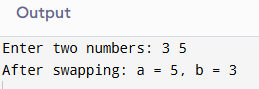 Output
Enter two numbers: 3 5
After swapping: a = 5, b = 3